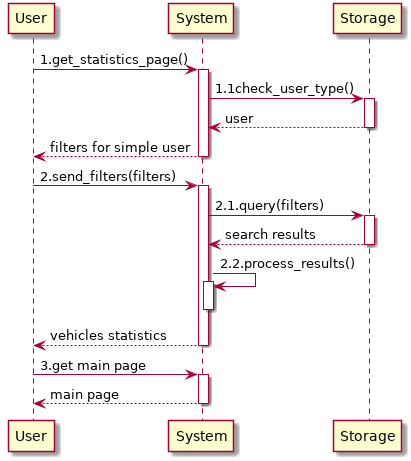 User System Storage
1.get_statistics_page()
1.1check_user_type()
user
filters for simple user
2.send_filters(filters)
2.1.query(filters)
search results
2.2.process_results()
vehicles statistics
3.get main page
main page
User System Storage